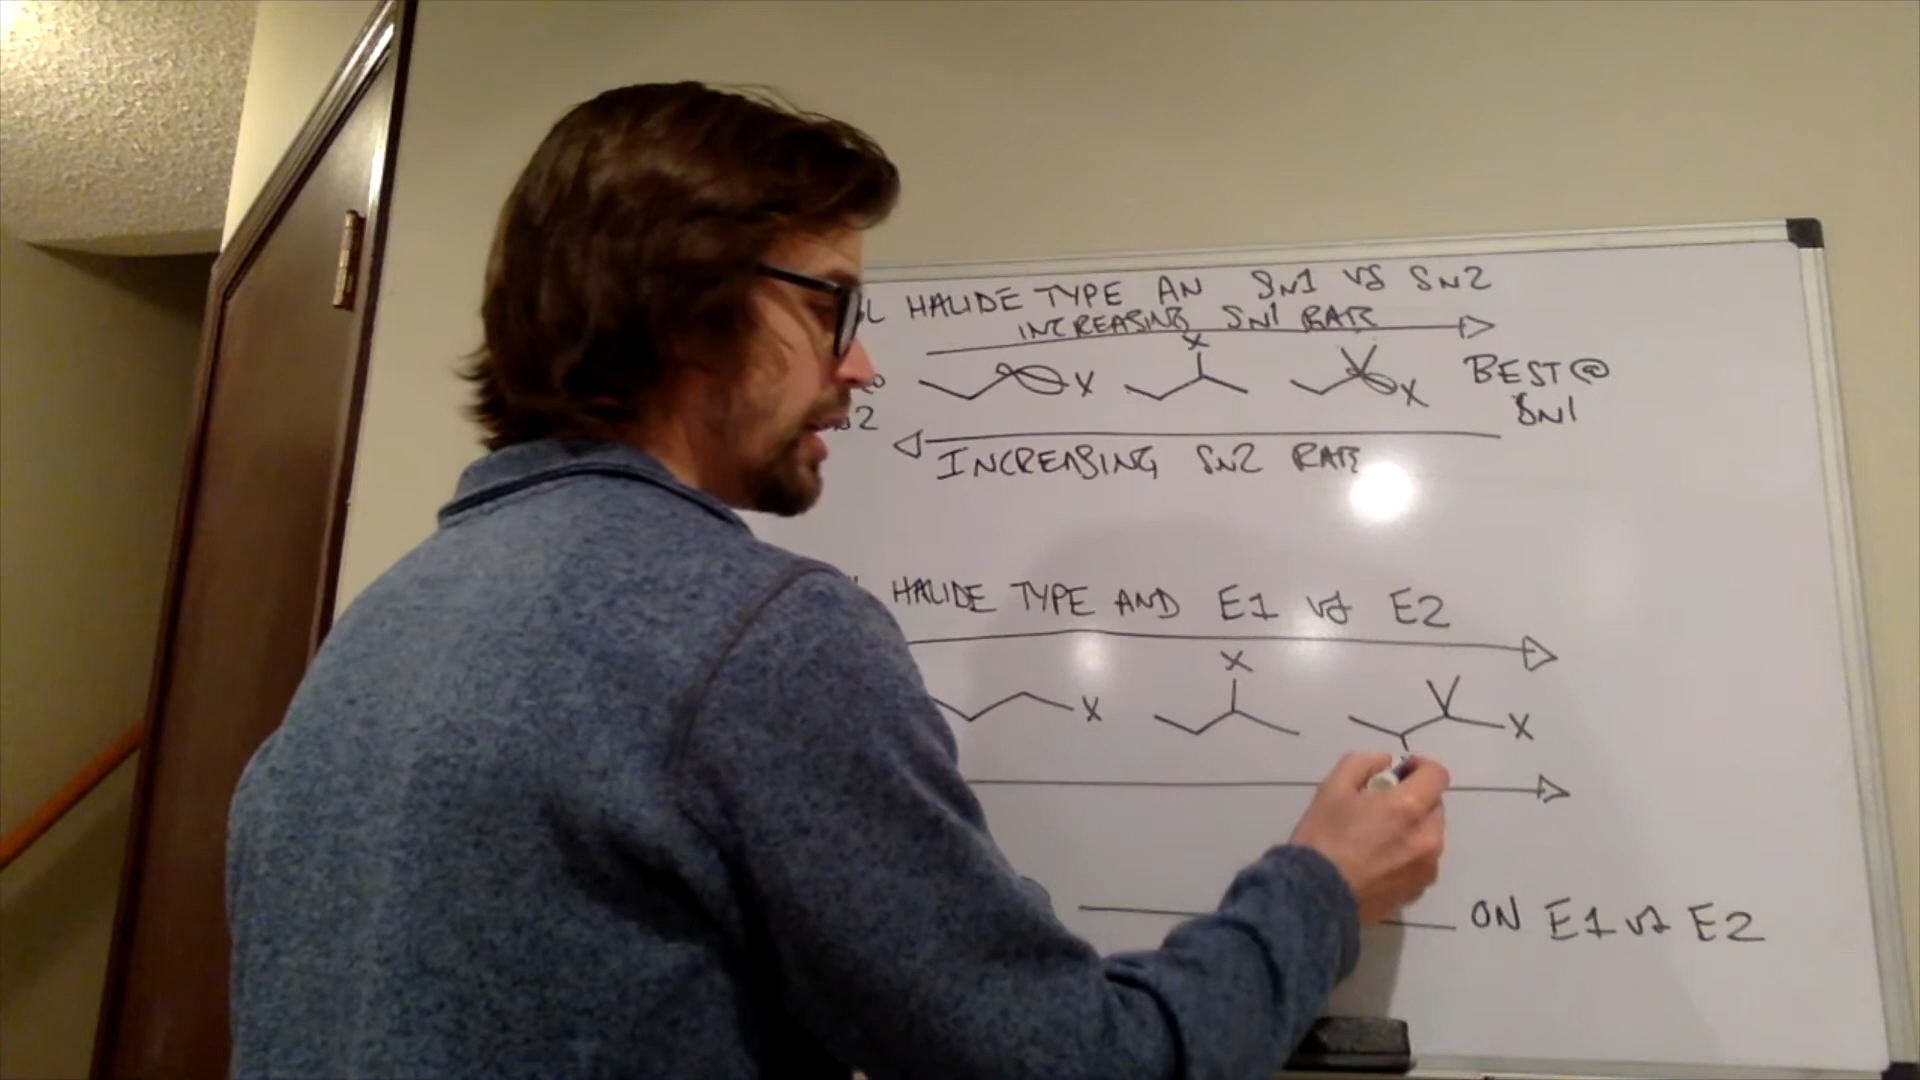 HALIDE TYPE AN SN1 VS SN2
INCREASING SN1 RATE
X
X
X
BEST @
SN1
INCREASING SN2 RATE
HALIDE TYPE AND E1 vs E2
X
X
X
ON E1 vs E2